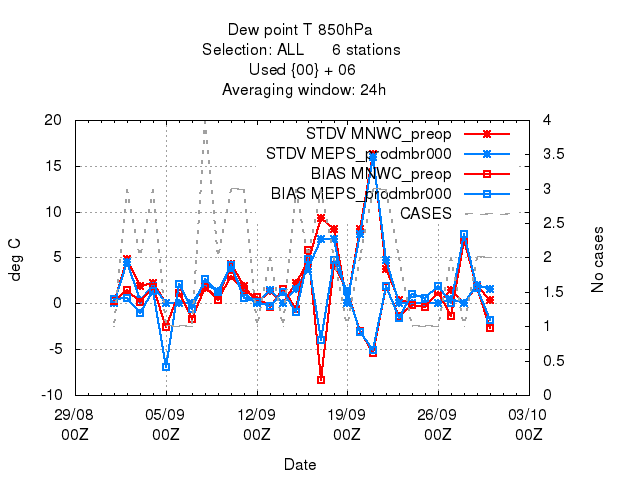 Dew point T 850hPa
Selection: ALL 6 stations
Used {00} + 06
Averaging window: 24h
20
15
10
5
0
-5
-10
deg C
4
3.5
3
2.5
2
1.5
1
0.5
0
No cases
STDV MNWC_preop
STDV MEPS_prodmbr000
BIAS MNWC_preop
BIAS MEPS_prodmbr000
CASES
29/08 05/09 12/09 19/09 26/09 03/10
00Z 00Z 00Z 00Z 00Z 00Z
Date